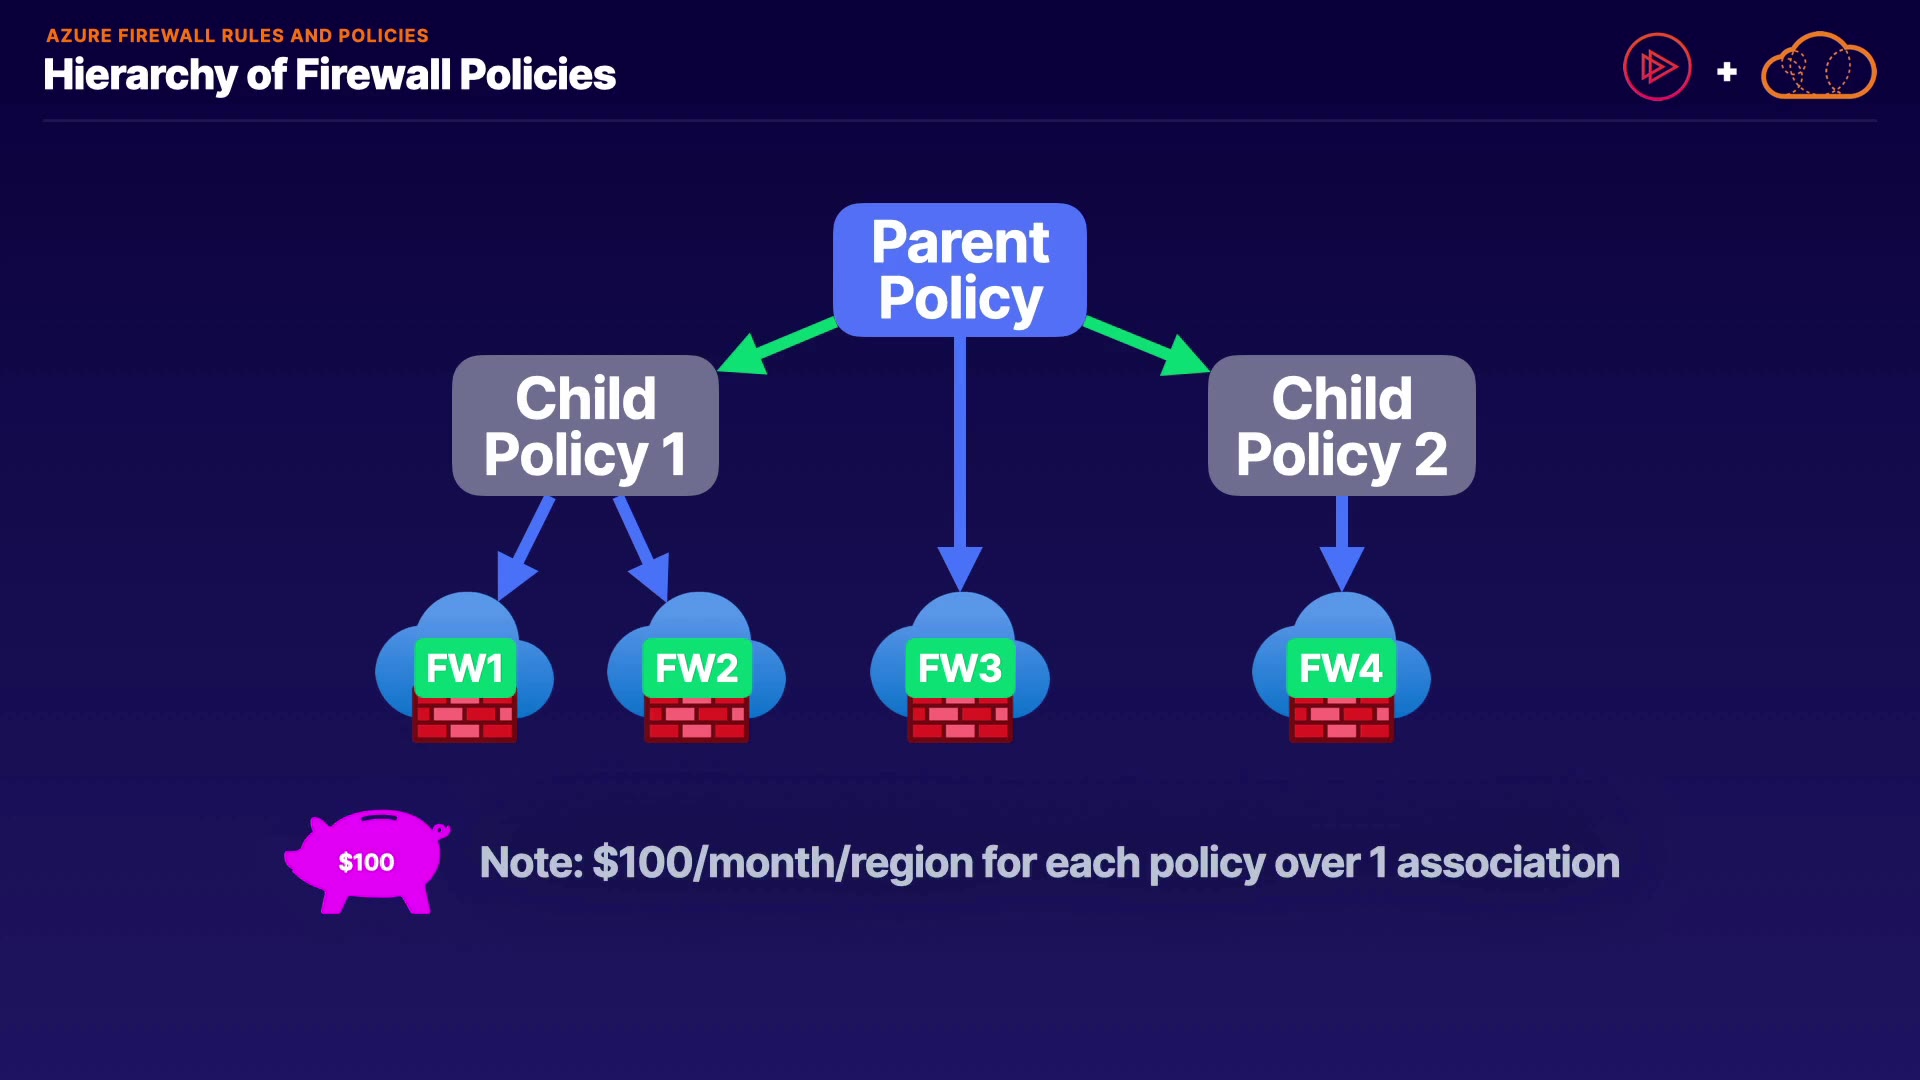 AZURE FIREWALL RULES AND POLICIES
Hierarchy of Firewall Policies
+
Parent
Policy
Child
Policy 1
Child
Policy 2
FW1
FW2
FW3
FW4
$100
Note: $100/month/region for each policy over 1 association